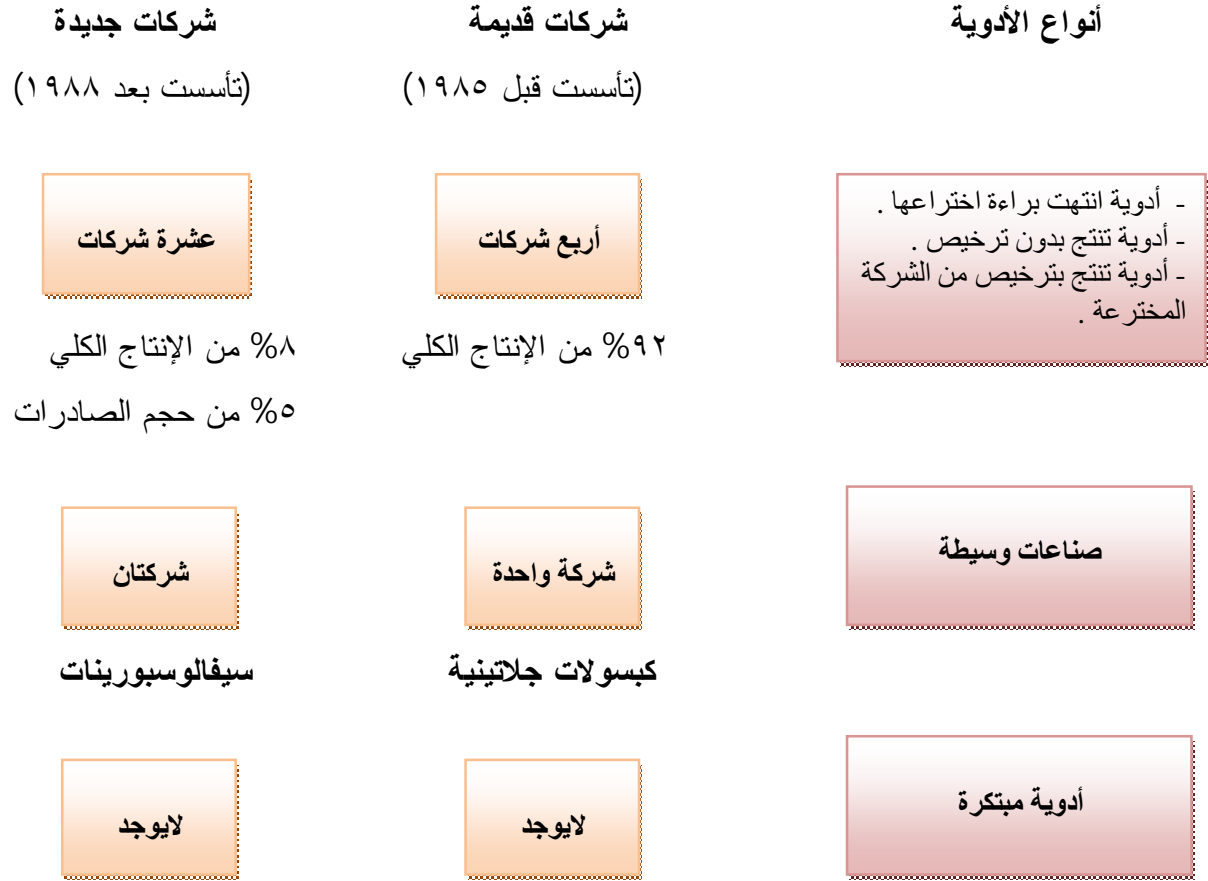 أنواع الأدوية
شركات قديمة
شركات جديدة
(تأسست قبل ١٩٨٥)
(تأسست بعد ١٩٨٨)
- أدوية انتهت براءة اختراعها .
- أدوية تنتج بدون ترخيص .
- أدوية تنتج بترخيص من الشركة
المخترعة .
أربع شركات
عشرة شركات
٩٢% من الإنتاج الكلي
٨% من الإنتاج الكلي
٥% من حجم الصادرات
صناعات وسيطة
شركة واحدة
شركتان
كبسولات جلاتينية
سيفالوسبورينات
أدوية مبتكرة
لايوجد
لايوجد